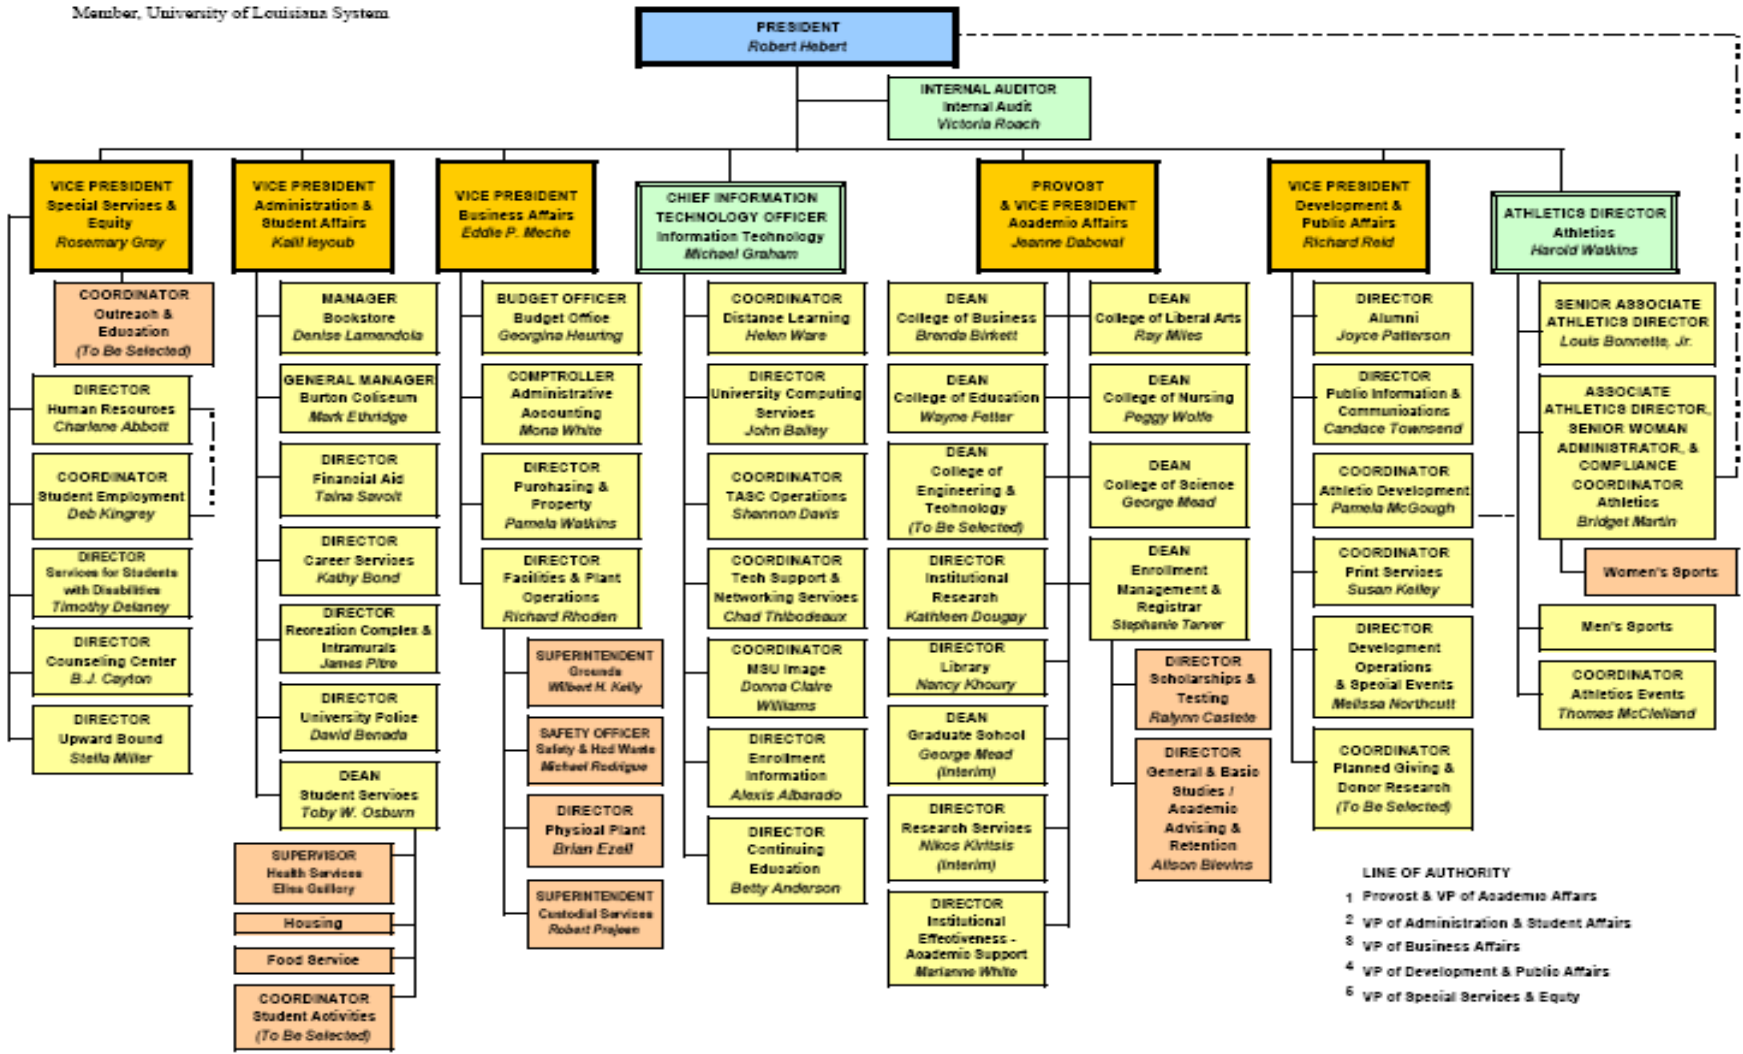 Member, University of Louisiana System
PRESIDENT
Robert Hebert
INTERNAL AUDITOR
Internal Audit
Victoria Roach
VICE PRESIDENT
Special Services &
Equity
Rosemary Gray
COORDINATOR
Outreach &
Education
(To Be Selected)
DIRECTOR
Human Resources
Charlene Abbott
COORDINATOR
Student Employment
Deb Kingrey
DIRECTOR
Services for Students
with Disabilities
Timothy Delaney
DIRECTOR
Counseling Center
B.J. Cayton
DIRECTOR
Upward Bound
Stella Miller
VICE PRESIDENT
Administration &
Student Affairs
Kalil Ieyoub
MANAGER
Bookstore
Denise Lamendola
GENERAL MANAGER
Burton Coliseum
Mark Ethridge
DIRECTOR
Financial Aid
Taina Savoit
DIRECTOR
Career Services
Kathy Bond
DIRECTOR
Recreation Complex &
Intramurals
James Pitre
DIRECTOR
University Police
David Benada
DEAN
Student Services
Toby W. Osburn
SUPERVISOR
Health Services
Elisa Guillory
Housing
Food Service
COORDINATOR
Student Activities
(To Be Selected)
VICE PRESIDENT
Business Affairs
Eddie P. Meche
BUDGET OFFICER
Budget Office
Georgina Heuring
COMPTROLLER
Administrative
Accounting
Mona White
DIRECTOR
Purchasing &
Property
Pamela Watkins
DIRECTOR
Facilities & Plant
Operations
Richard Rhoden
SUPERINTENDENT
Grounds
Wilbert H. Kelly
SAFETY OFFICER
Safety & Hzd Waste
Michael Rodrigue
DIRECTOR
Physical Plant
Brian Ezell
SUPERINTENDENT
Custodial Services
Robert Prejean
CHIEF INFORMATION
TECHNOLOGY OFFICER
Information Technology
Michael Graham
COORDINATOR
Distance Learning
Helen Ware
DIRECTOR
University Computing
Services
John Bailey
COORDINATOR
TASC Operations
Shannon Davis
COORDINATOR
Tech Support &
Networking Services
Chad Thibodeaux
COORDINATOR
MSU Image
Donna Claire
Williams
DIRECTOR
Enrollment
Information
Alexis Albarado
DIRECTOR
Continuing
Education
Betty Anderson
PROVOST
& VICE PRESIDENT
Academic Affairs
Jeanne Daboval
DEAN
College of Business
Brenda Birkett
DEAN
College of Education
Wayne Fetter
DEAN
College of
Engineering &
Technology
(To Be Selected)
DIRECTOR
Institutional
Research
Kathleen Dougay
DIRECTOR
Library
Nancy Khoury
DEAN
Graduate School
George Mead
(Interim)
DIRECTOR
Research Services
Nikos Kiritsis
(Interim)
DIRECTOR
Institutional
Effectiveness -
Academic Support
Marianne White
DEAN
College of Liberal Arts
Ray Miles
DEAN
College of Nursing
Peggy Wolfe
DEAN
College of Science
George Mead
DEAN
Enrollment
Management &
Registrar
Stephanie Tarver
DIRECTOR
Scholarships &
Testing
Ralynn Castete
DIRECTOR
General & Basic
Studies /
Academic
Advising &
Retention
Alison Blevins
VICE PRESIDENT
Development &
Public Affairs
Richard Reid
DIRECTOR
Alumni
Joyce Patterson
DIRECTOR
Public Information &
Communications
Candace Townsend
COORDINATOR
Athletic Development
Pamela McGough
COORDINATOR
Print Services
Susan Kelley
DIRECTOR
Development
Operations
& Special Events
Melissa Northcutt
COORDINATOR
Planned Giving &
Donor Research
(To Be Selected)
ATHLETICS DIRECTOR
Athletics
Harold Watkins
SENIOR ASSOCIATE
ATHLETICS DIRECTOR
Louis Bonnette, Jr.
ASSOCIATE
ATHLETICS DIRECTOR,
SENIOR WOMAN
ADMINISTRATOR, &
COMPLIANCE
COORDINATOR
Athletics
Bridget Martin
Women's Sports
Men's Sports
COORDINATOR
Athletics Events
Thomas McClelland
LINE OF AUTHORITY
1 Provost & VP of Academic Affairs
2 VP of Administration & Student Affairs
3 VP of Business Affairs
4 VP of Development & Public Affairs
5 VP of Special Services & Equty